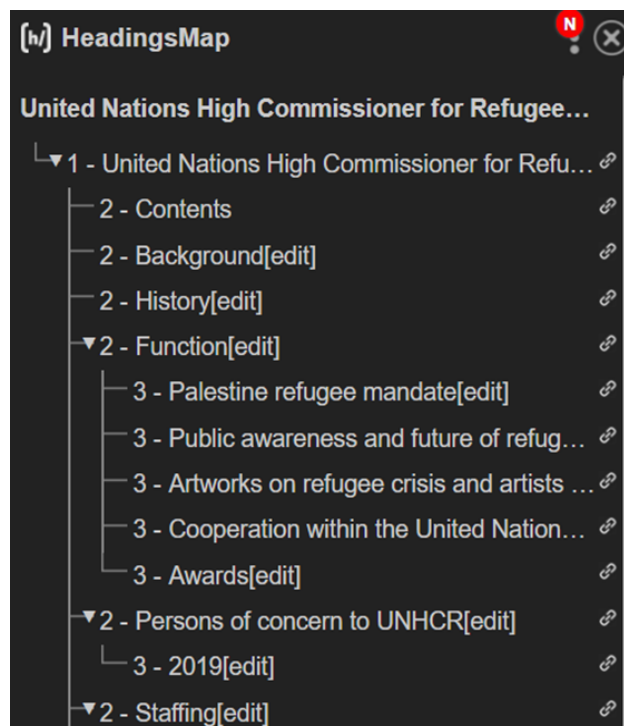 [h/] HeadingsMap
N
United Nations High Commissioner for Refugee...
1 - United Nations High Commissioner for Refu...
2 - Contents
2 - Background[edit]
2 - History[edit]
2 - Function[edit]
3 - Palestine refugee mandate[edit]
3 - Public awareness and future of refug...
3 - Artworks on refugee crisis and artists ...
3 - Cooperation within the United Nation...
3 - Awards[edit]
2 - Persons of concern to UNHCR[edit]
3 - 2019[edit]
2 - Staffing[edit]